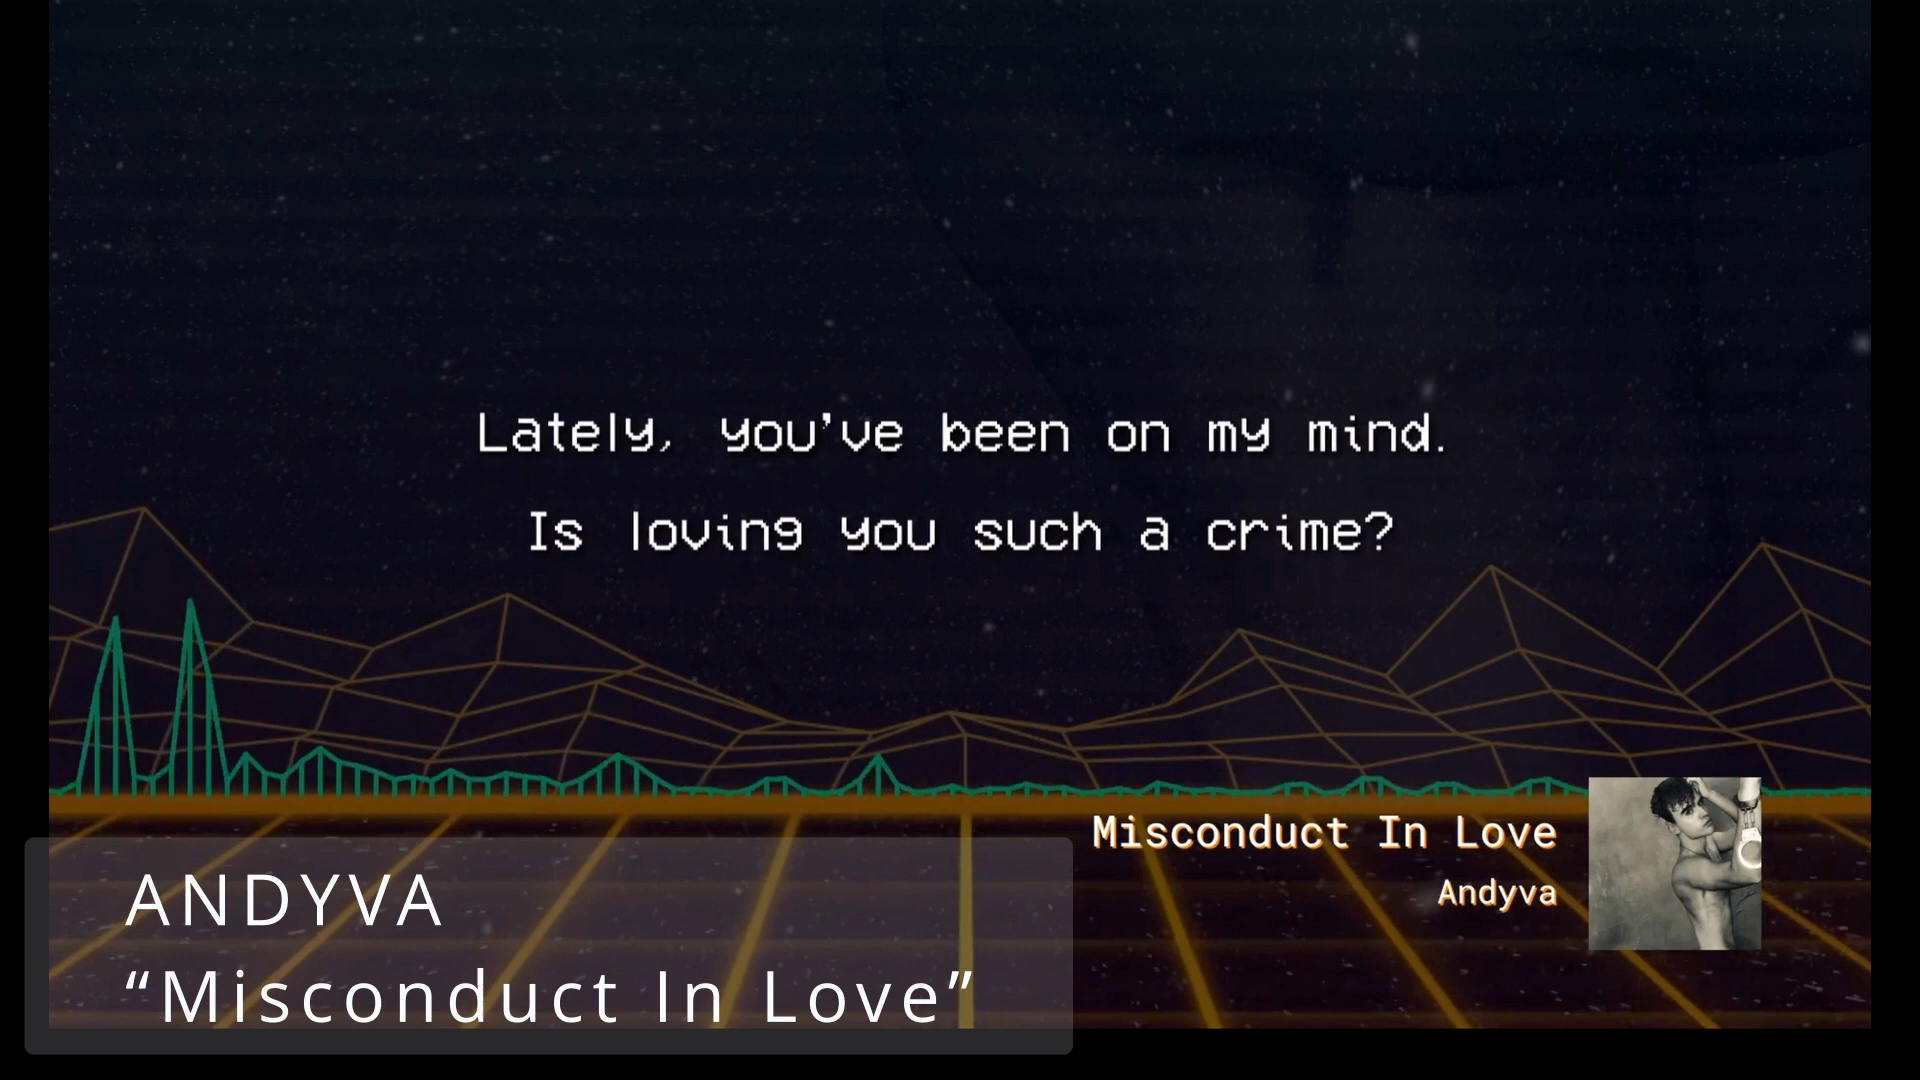 Lately, you've been on my mind.
Is loving you such a crime?
Misconduct In Love
Andyva
ANDYVA
“Misconduct In Love”